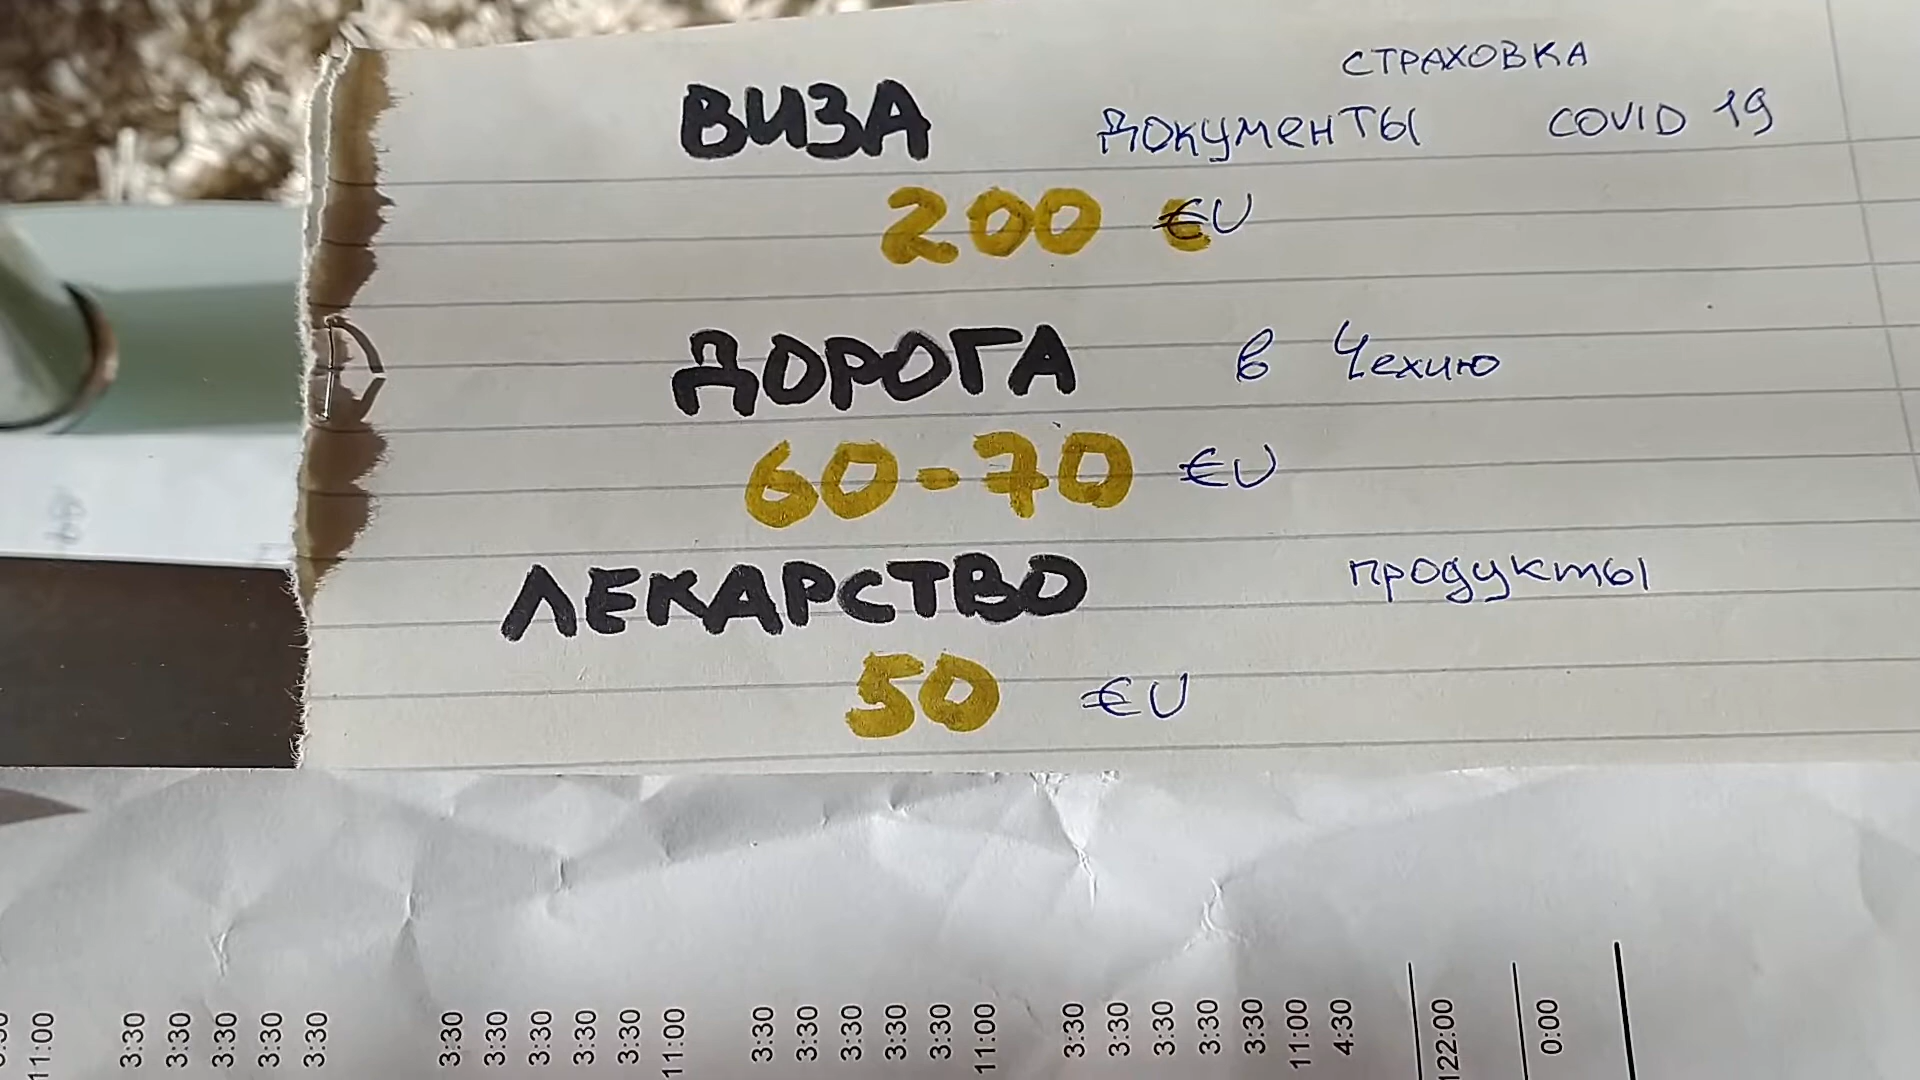 СТРАХОВКА
ВИЗА документы COVID 19
200 €U
ДОРОГА в Чехию
60-70 €U
ЛЕКАРСТВО продукты
50 €U
11:00 3:30 3:30 3:30 3:30 3:30 3:30 3:30 3:30 3:30 3:30 11:00 3:30 3:30 3:30 3:30 3:30 11:00 3:30 3:30 3:30 3:30 3:30 11:00 4:30 122:00 0:00